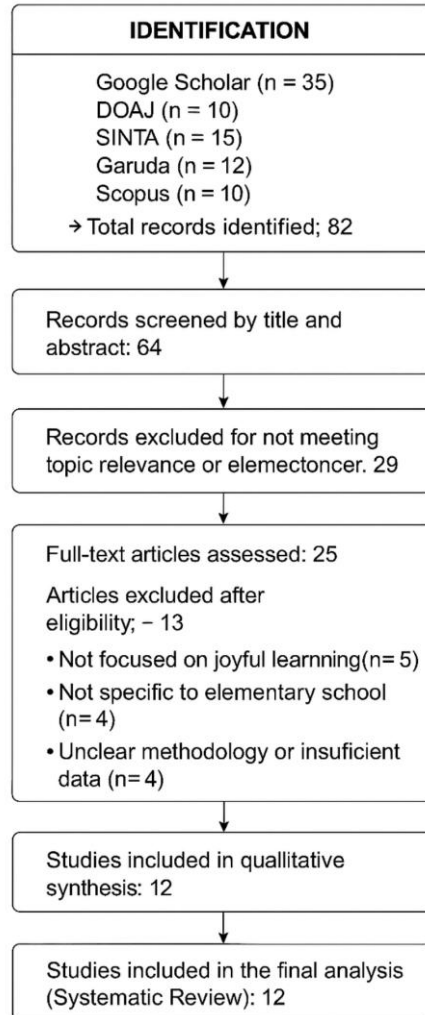 IDENTIFICATION
Google Scholar (n = 35)
DOAJ (n = 10)
SINTA (n = 15)
Garuda (n = 12)
Scopus (n = 10)
→ Total records identified; 82
Records screened by title and
abstract: 64
Records excluded for not meeting
topic relevance or elemectoncer. 29
Full-text articles assessed: 25
Articles excluded after
eligibility; – 13
• Not focused on joyful learnning(n= 5)
• Not specific to elementary school
(n= 4)
• Unclear methodology or insuficient
data (n= 4)
Studies included in quallitative
synthesis: 12
Studies included in the final analysis
(Systematic Review): 12